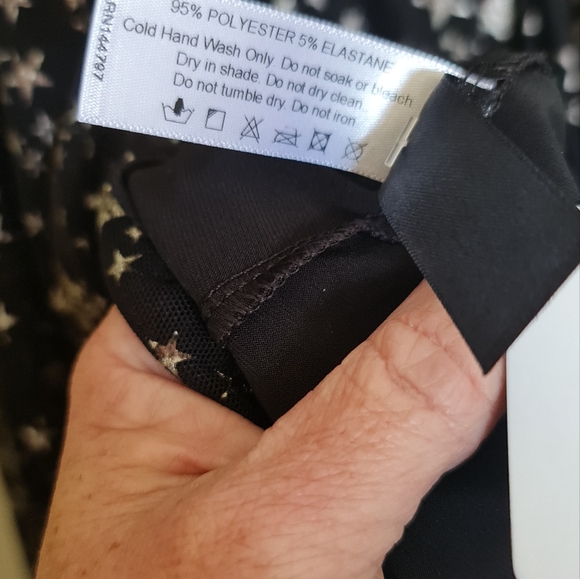 RN144797
95% POLYESTER 5% ELASTANE
Cold Hand Wash Only. Do not soak or bleach
Dry in shade. Do not dry clean.
Do not tumble dry. Do not iron